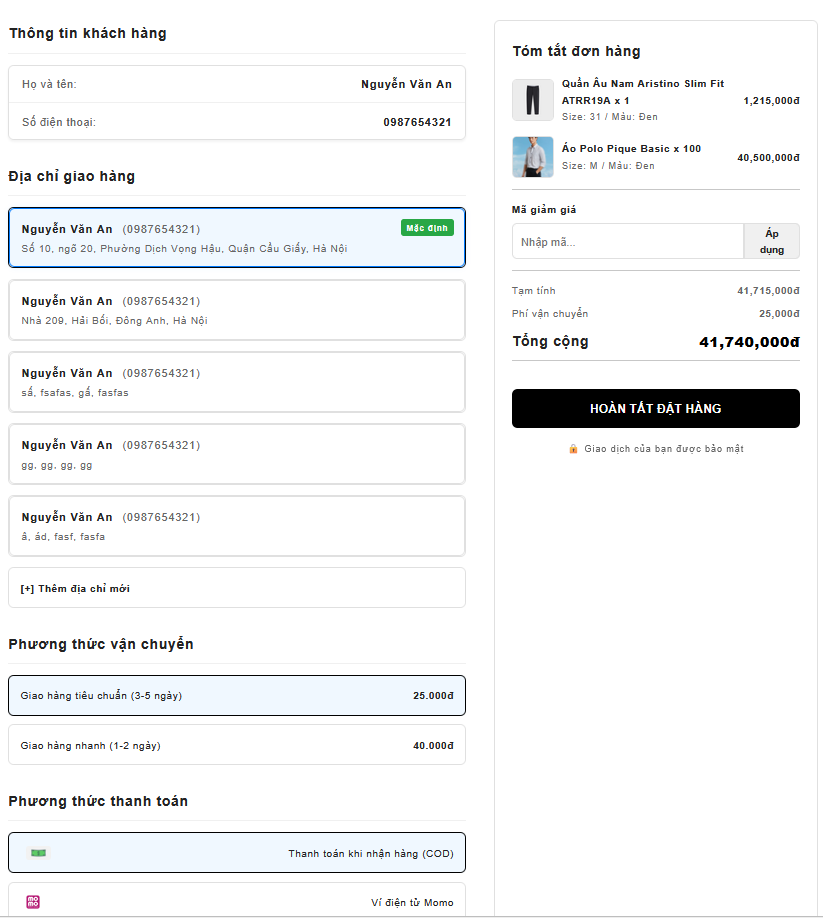 Thông tin khách hàng
Họ và tên: Nguyễn Văn An
Số điện thoại: 0987654321
Địa chỉ giao hàng
Nguyễn Văn An (0987654321) Mặc định
Số 10, ngõ 20, Phường Dịch Vọng Hậu, Quận Cầu Giấy, Hà Nội
Nguyễn Văn An (0987654321)
Nhà 209, Hải Bối, Đông Anh, Hà Nội
Nguyễn Văn An (0987654321)
sấ, fsafas, gấ, fasfas
Nguyễn Văn An (0987654321)
gg, gg, gg, gg
Nguyễn Văn An (0987654321)
â, ád, fasf, fasfa
[+] Thêm địa chỉ mới
Phương thức vận chuyển
Giao hàng tiêu chuẩn (3-5 ngày) 25.000đ
Giao hàng nhanh (1-2 ngày) 40.000đ
Phương thức thanh toán
Thanh toán khi nhận hàng (COD)
mo
mo
Ví điện tử Momo
Tóm tắt đơn hàng
Quần Âu Nam Aristino Slim Fit
ATRR19A x 1 1,215,000đ
Size: 31 / Màu: Đen
Áo Polo Pique Basic x 100
40,500,000đ
Size: M / Màu: Đen
Mã giảm giá
Nhập mã... Áp
dụng
Tạm tính 41,715,000đ
Phí vận chuyển 25,000đ
Tổng cộng 41,740,000đ
HOÀN TẤT ĐẶT HÀNG
Giao dịch của bạn được bảo mật